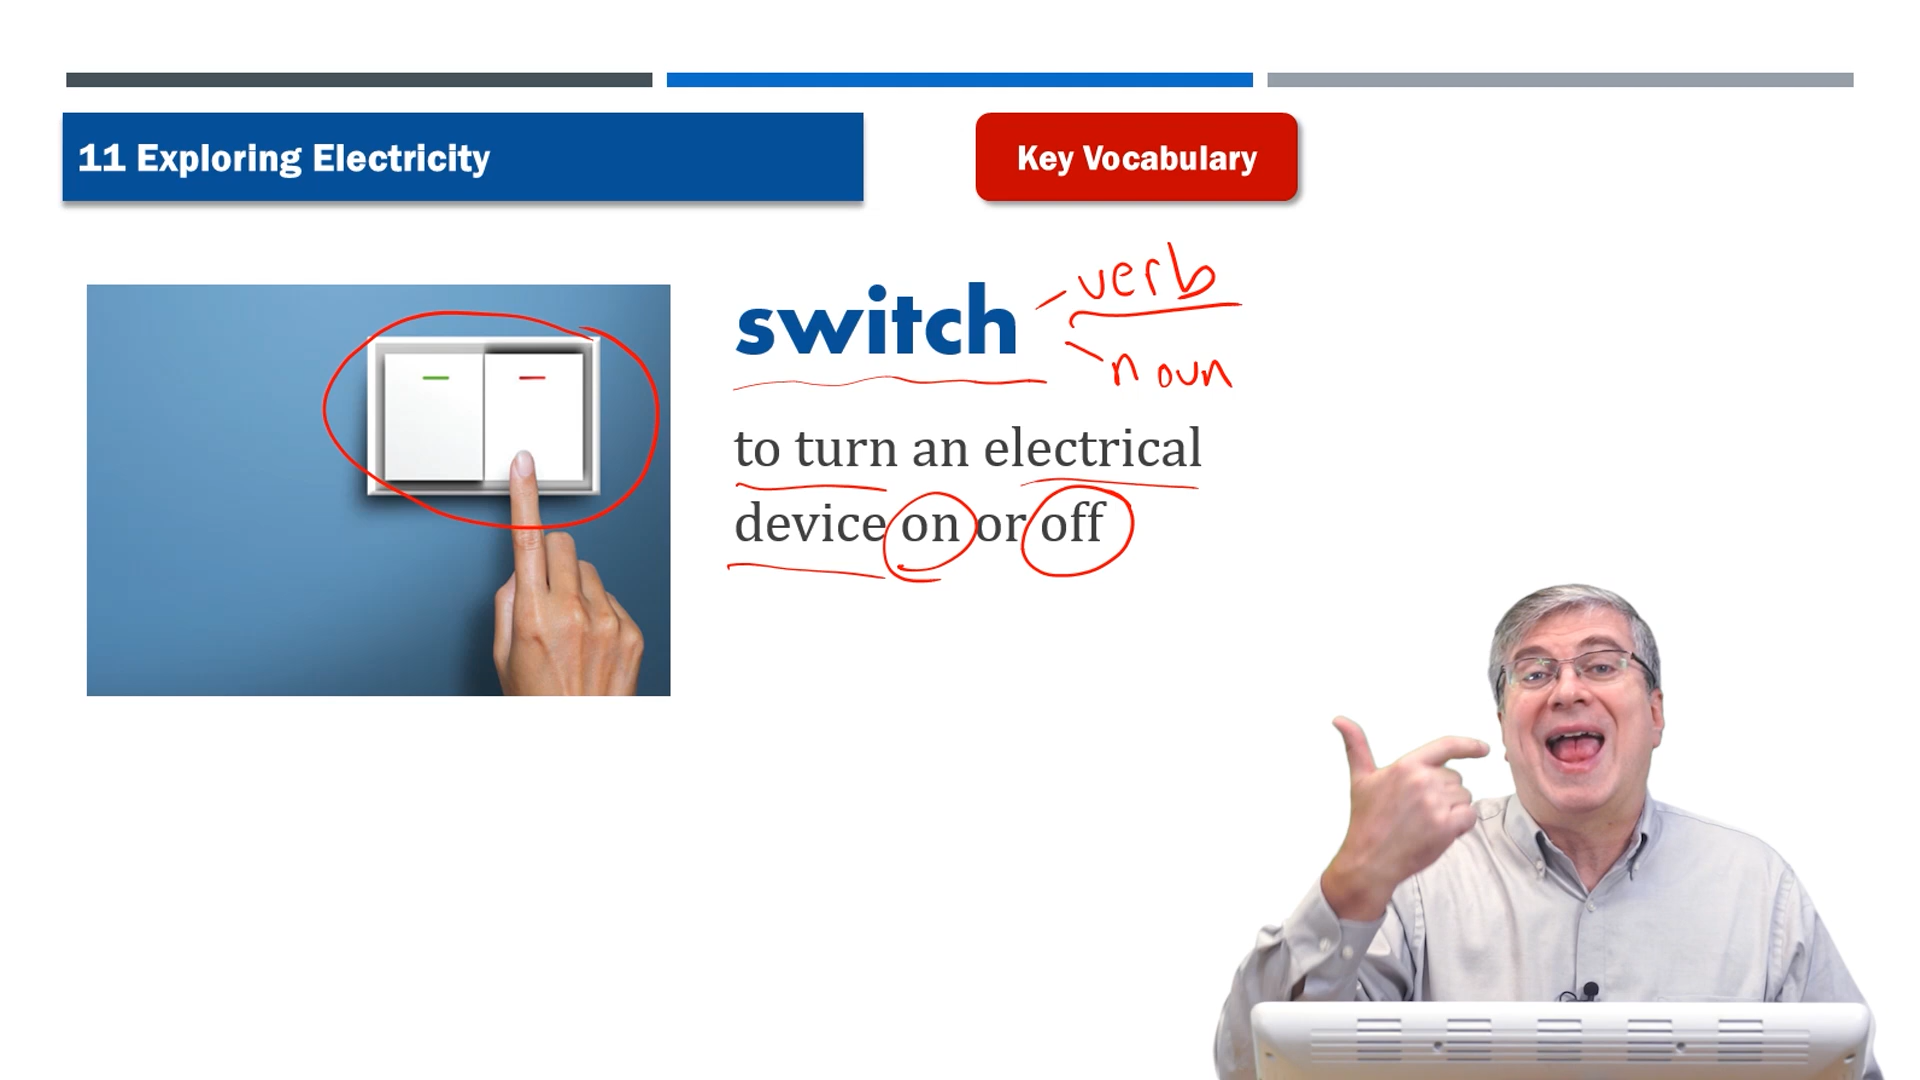 11 Exploring Electricity
Key Vocabulary
switch
verb
noun
to turn an electrical
device on or off